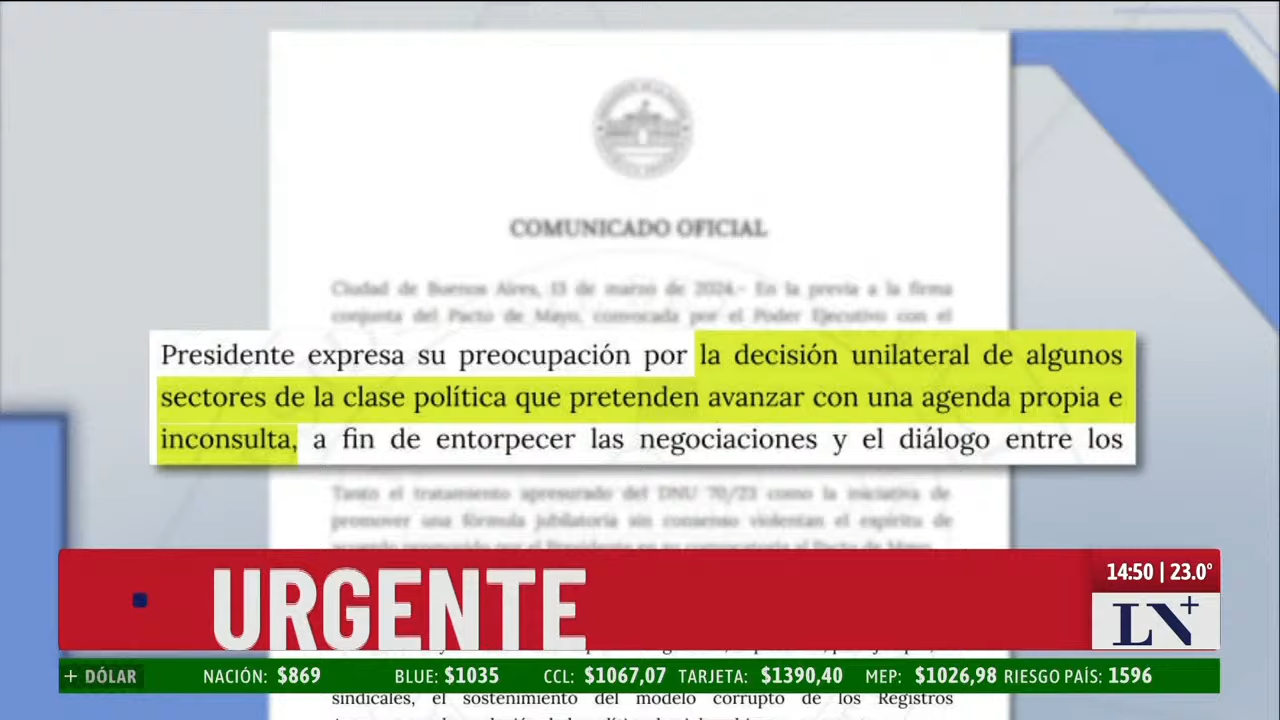 COMUNICADO OFICIAL
Ciudad de Buenos Aires, 13 de marzo de 2024.- En la previa a la firma
conjunta del Pacto de Mayo, convocada por el Poder Ejecutivo con el
Presidente expresa su preocupación por la decisión unilateral de algunos
sectores de la clase política que pretenden avanzar con una agenda propia e
inconsulta, a fin de entorpecer las negociaciones y el diálogo entre los
Tanto el tratamiento apresurado del DNU 70/23 como la iniciativa de
promover una fórmula jubilatoria sin consenso violentan el espíritu de
URGENTE
14:50 | 23.0°
LN+
+ DÓLAR NACIÓN: $869 BLUE: $1035 CCL: $1067,07 TARJETA: $1390,40 MEP: $1026,98 RIESGO PAÍS: 1596
sindicales, el sostenimiento del modelo corrupto de los Registros